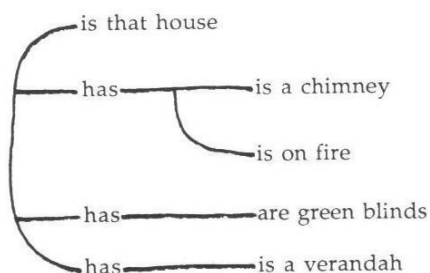 is that house
has is a chimney
is on fire
has are green blinds
has is a verandah